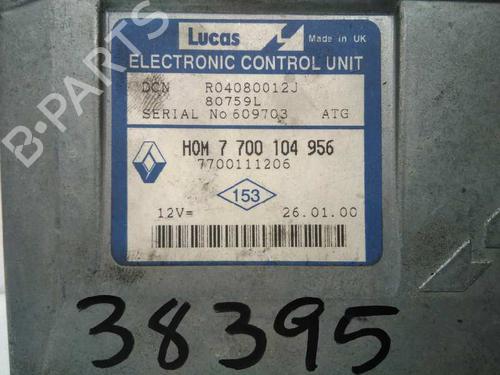 Lucas
Made in UK
ELECTRONIC CONTROL UNIT
DCN R04080012J
80759L
SERIAL No 609703 ATG
HOM 7 700 104 956
7700111206
153
12V= 26.01.00
38395
B-PARTS